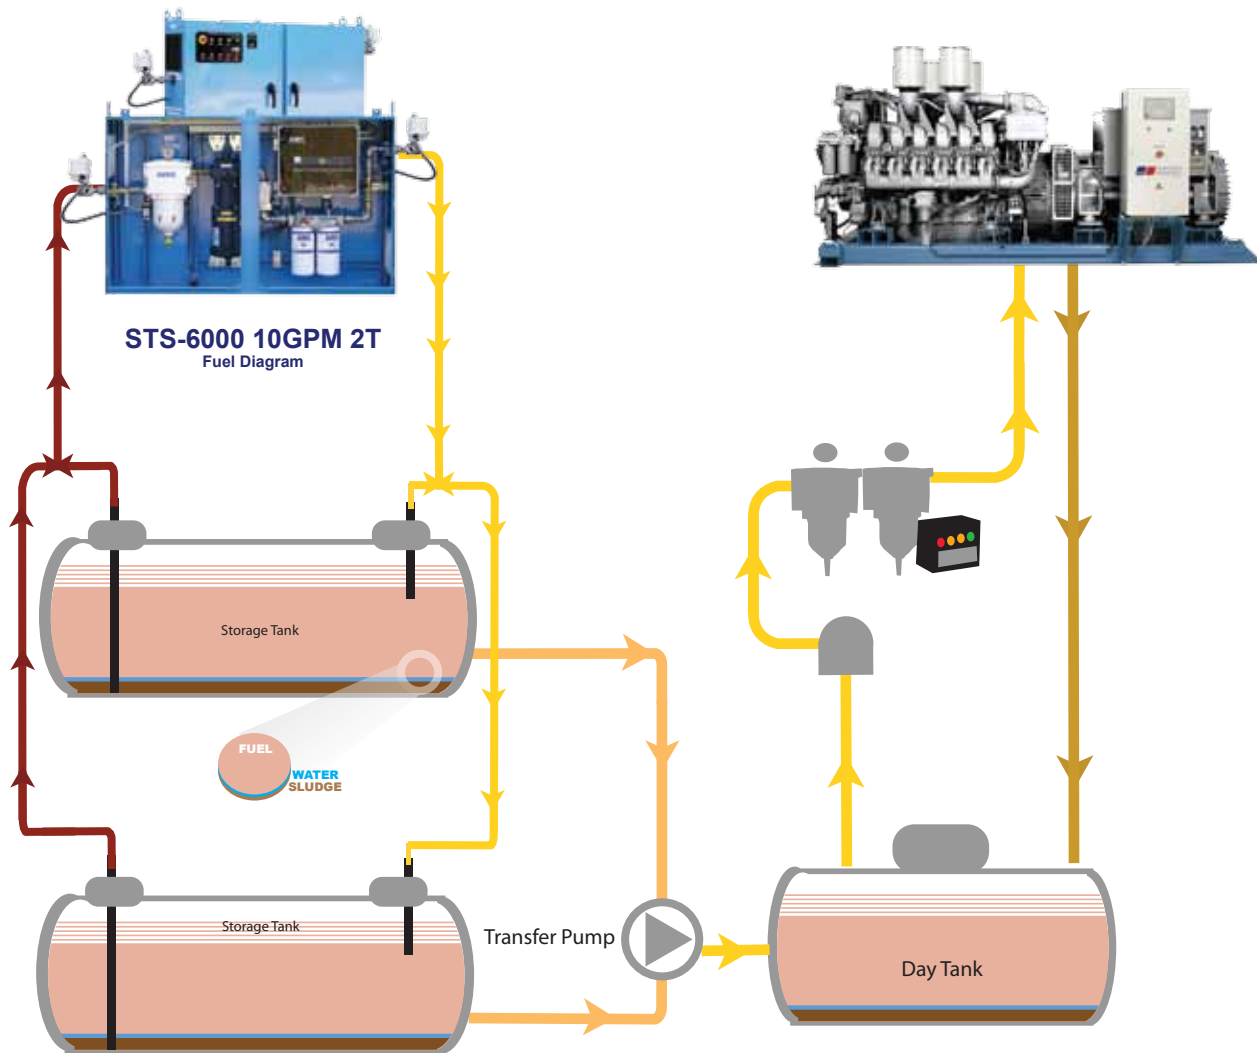 STS-6000 10GPM 2T
Fuel Diagram
Storage Tank
FUEL
WATER
SLUDGE
Storage Tank
Transfer Pump
Day Tank